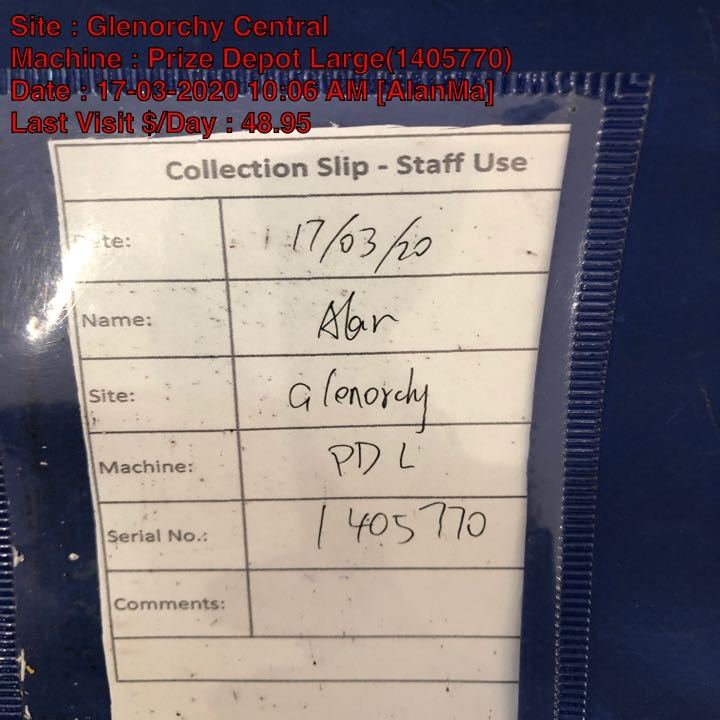 Site : Glenorchy Central
Machine : Prize Depot Large(1405770)
Date : 17-03-2020 10:06 AM [AlanMa]
Last Visit $/Day : 48.95
Collection Slip - Staff Use
Date: 17/03/20
Name: Alan
Site: Glenorchy
Machine: PDL
Serial No.: 1405770
Comments: